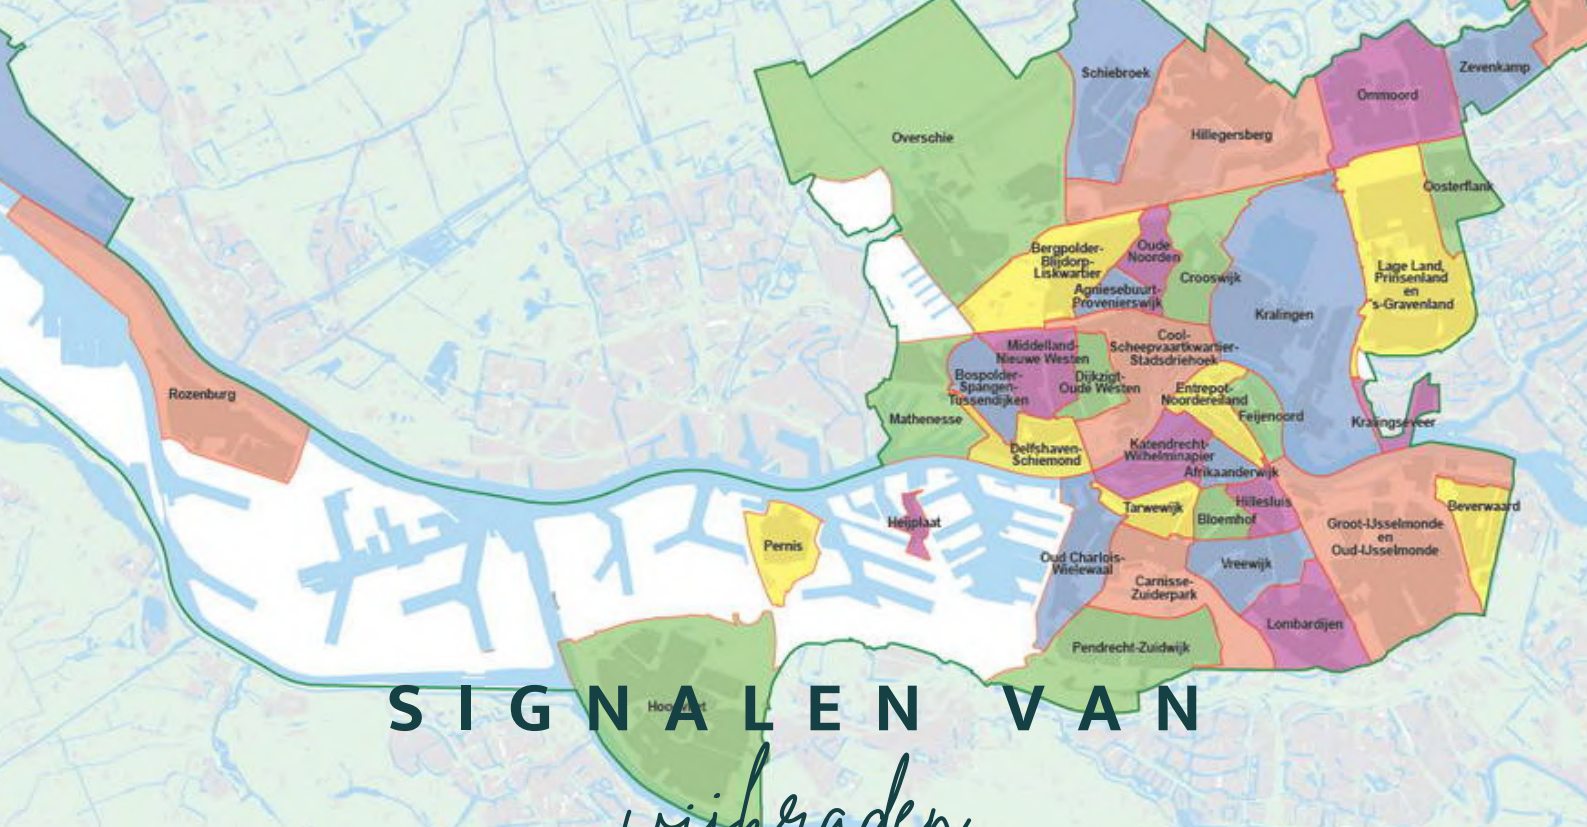 Schiebroek
Zevenkamp
Ommoord
Overschie
Hillegersberg
Oosterflank
Bergpolder-
Blijdorp-
Liskwartier
Oude
Noorden
Crooswijk
Lage Land,
Prinsenland
en
's-Gravenland
Agniesebuurt-
Provenierswijk
Kralingen
Middelland-
Nieuwe Westen
Cool-
Scheepvaartkwartier-
Stadsdriehoek
Bospolder-
Spangen-
Tussendijken
Dijkzigt-
Oude Westen
Entrepot-
Noordereiland
Rozenburg
Mathenesse
Feijenoord
Kralingseveer
Delfshaven-
Schiemond
Katendrecht-
Wilhelminapier
Afrikaanderwijk
Tarwewijk
Hillesluis
Bloemhof
Beverwaard
Heijplaat
Groot-IJsselmonde
en
Oud-IJsselmonde
Pernis
Oud Charlois-
Wielewaal
Vreewijk
Carnisse-
Zuiderpark
Lombardijen
Pendrecht-Zuidwijk
SIGNALEN VAN
wijkraden